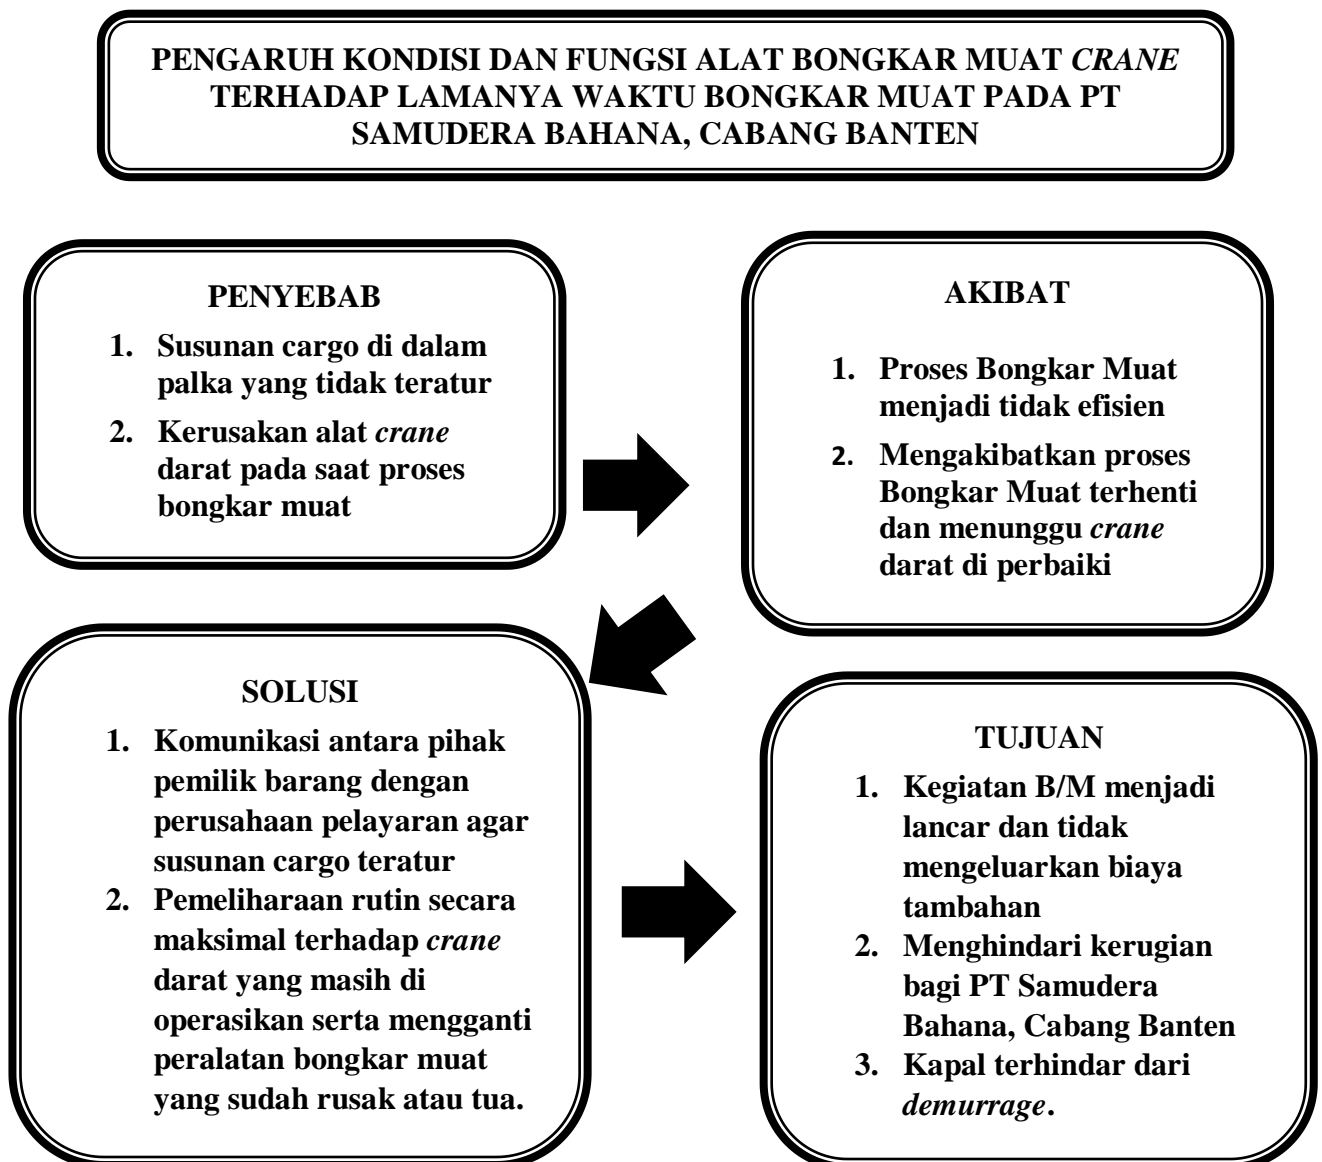 PENGARUH KONDISI DAN FUNGSI ALAT BONGKAR MUAT CRANE
TERHADAP LAMANYA WAKTU BONGKAR MUAT PADA PT
SAMUDERA BAHANA, CABANG BANTEN
PENYEBAB
1. Susunan cargo di dalam
palka yang tidak teratur
2. Kerusakan alat crane
darat pada saat proses
bongkar muat
AKIBAT
1. Proses Bongkar Muat
menjadi tidak efisien
2. Mengakibatkan proses
Bongkar Muat terhenti
dan menunggu crane
darat di perbaiki
SOLUSI
1. Komunikasi antara pihak
pemilik barang dengan
perusahaan pelayaran agar
susunan cargo teratur
2. Pemeliharaan rutin secara
maksimal terhadap crane
darat yang masih di
operasikan serta mengganti
peralatan bongkar muat
yang sudah rusak atau tua.
TUJUAN
1. Kegiatan B/M menjadi
lancar dan tidak
mengeluarkan biaya
tambahan
2. Menghindari kerugian
bagi PT Samudera
Bahana, Cabang Banten
3. Kapal terhindar dari
demurrage.